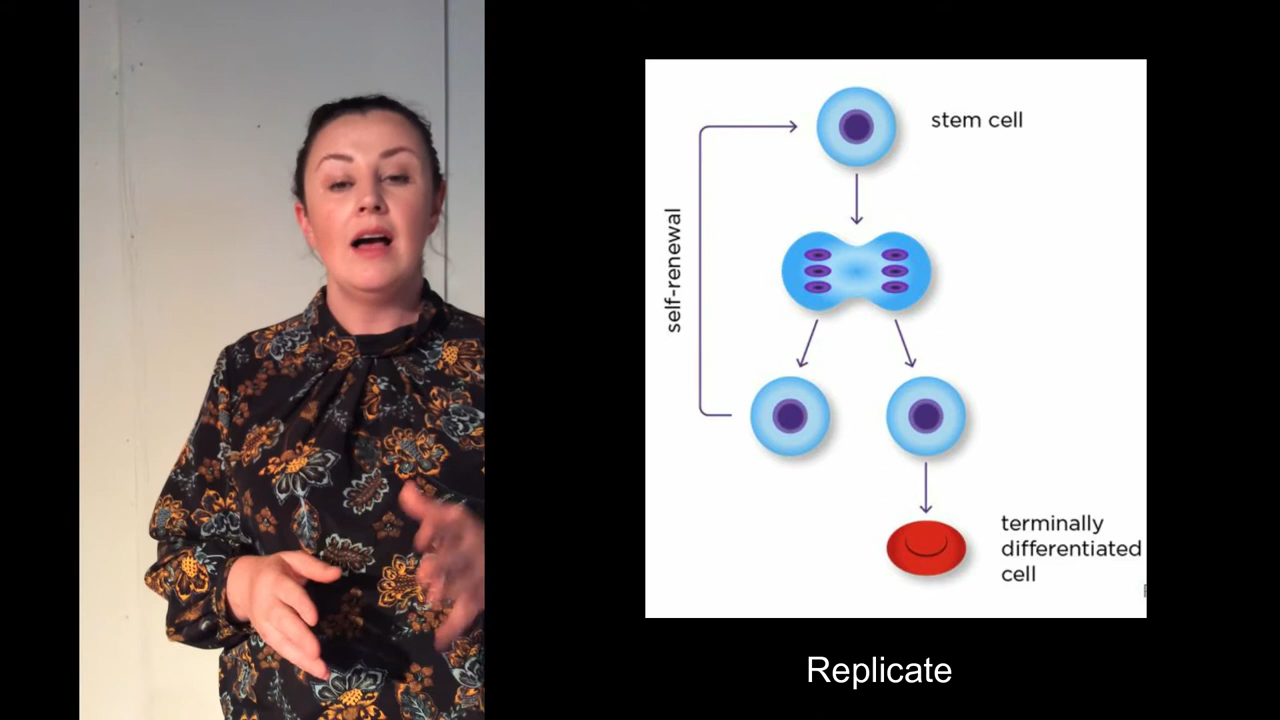 stem cell
self-renewal
terminally
differentiated
cell
Replicate